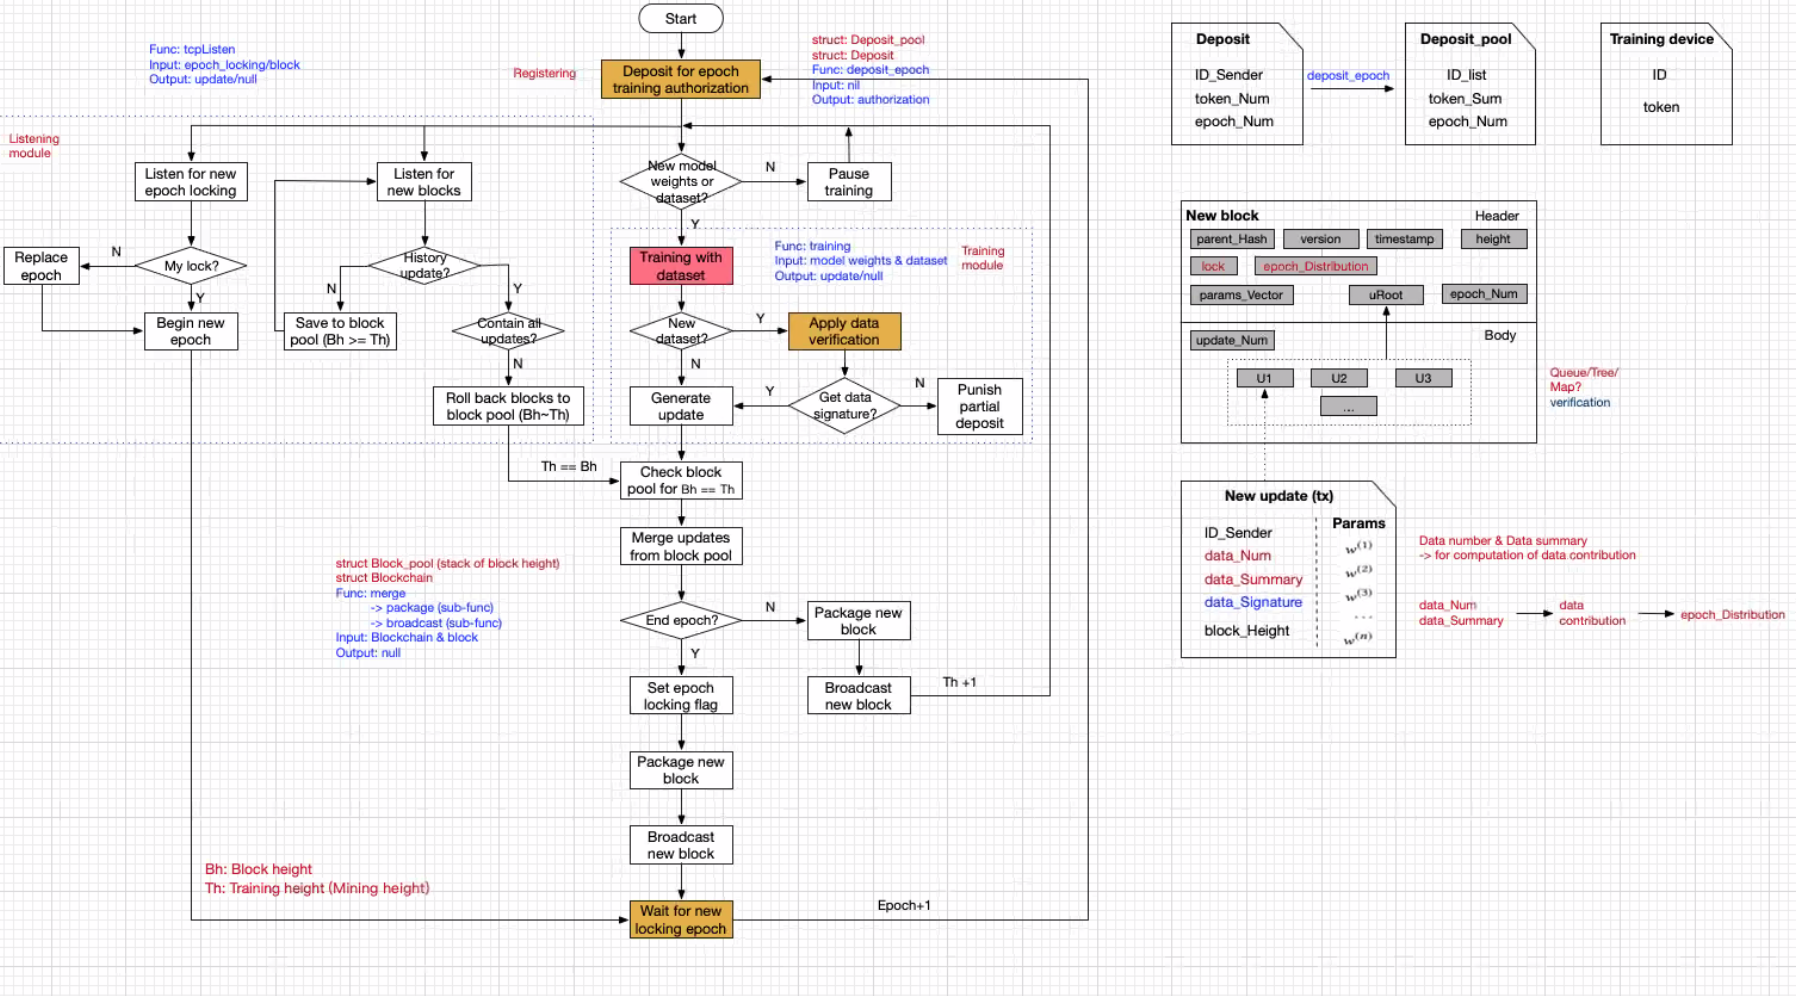 Start
Func: tcpListen
Input: epoch_locking/block
Output: update/null
Registering
Deposit for epoch
training authorization
struct: Deposit_pool
struct: Deposit
Func: deposit_epoch
Input: nil
Output: authorization
Listening
module
Listen for new
epoch locking
Listen for
new blocks
New model
weights or
dataset?
N
Pause
training
Y
Replace
epoch
N
My lock?
Y
Begin new
epoch
History
update?
N
Y
Save to block
pool (Bh >= Th)
Contain all
updates?
N
Roll back blocks to
block pool (Bh~Th)
Training with
dataset
Func: training
Input: model weights & dataset
Output: update/null
Training
module
New
dataset?
Y
Apply data
verification
N
Generate
update
Y
Get data
signature?
N
Punish
partial
deposit
Th == Bh
Check block
pool for Bh == Th
Merge updates
from block pool
struct Block_pool (stack of block height)
struct Blockchain
Func: merge
-> package (sub-func)
-> broadcast (sub-func)
Input: Blockchain & block
Output: null
End epoch?
N
Package new
block
Y
Set epoch
locking flag
Broadcast
new block
Th +1
Package new
block
Broadcast
new block
Bh: Block height
Th: Training height (Mining height)
Wait for new
locking epoch
Epoch+1
Deposit
ID_Sender
token_Num
epoch_Num
deposit_epoch
Deposit_pool
ID_list
token_Sum
epoch_Num
Training device
ID
token
New block
Header
parent_Hash
version
timestamp
height
lock
epoch_Distribution
params_Vector
uRoot
epoch_Num
Body
update_Num
U1
U2
U3
...
Queue/Tree/
Map?
verification
New update (tx)
ID_Sender
data_Num
data_Summary
data_Signature
block_Height
Params
w(1)
w(2)
w(3)
...
w(n)
Data number & Data summary
-> for computation of data contribution
data_Num
data_Summary
data
contribution
epoch_Distribution